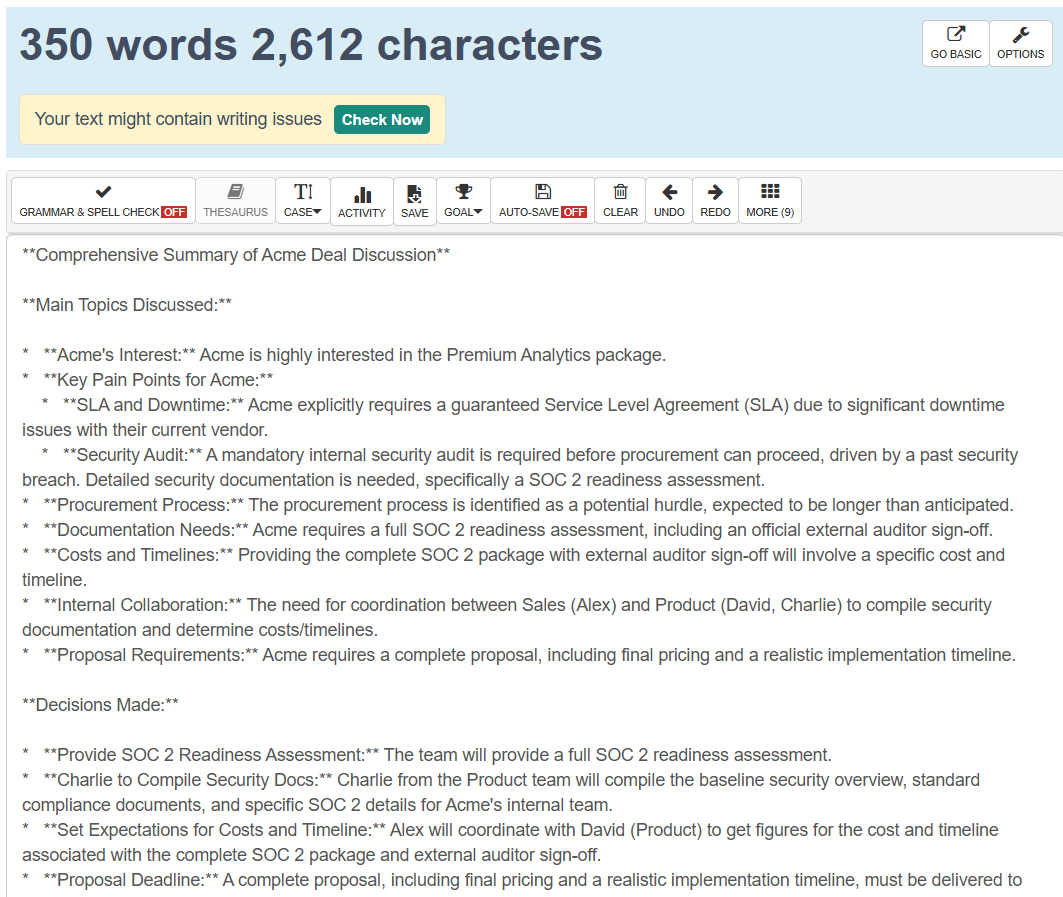 350 words 2,612 characters
GO BASIC
OPTIONS
Your text might contain writing issues
Check Now
GRAMMAR & SPELL CHECK OFF
THESAURUS
CASE
ACTIVITY
SAVE
GOAL
AUTO-SAVE OFF
CLEAR
UNDO
REDO
MORE (9)
**Comprehensive Summary of Acme Deal Discussion**
**Main Topics Discussed:**
* **Acme's Interest:** Acme is highly interested in the Premium Analytics package.
* **Key Pain Points for Acme:**
* **SLA and Downtime:** Acme explicitly requires a guaranteed Service Level Agreement (SLA) due to significant downtime
issues with their current vendor.
* **Security Audit:** A mandatory internal security audit is required before procurement can proceed, driven by a past security
breach. Detailed security documentation is needed, specifically a SOC 2 readiness assessment.
* **Procurement Process:** The procurement process is identified as a potential hurdle, expected to be longer than anticipated.
* **Documentation Needs:** Acme requires a full SOC 2 readiness assessment, including an official external auditor sign-off.
* **Costs and Timelines:** Providing the complete SOC 2 package with external auditor sign-off will involve a specific cost and
timeline.
* **Internal Collaboration:** The need for coordination between Sales (Alex) and Product (David, Charlie) to compile security
documentation and determine costs/timelines.
* **Proposal Requirements:** Acme requires a complete proposal, including final pricing and a realistic implementation timeline.
**Decisions Made:**
* **Provide SOC 2 Readiness Assessment:** The team will provide a full SOC 2 readiness assessment.
* **Charlie to Compile Security Docs:** Charlie from the Product team will compile the baseline security overview, standard
compliance documents, and specific SOC 2 details for Acme's internal team.
* **Set Expectations for Costs and Timeline:** Alex will coordinate with David (Product) to get figures for the cost and timeline
associated with the complete SOC 2 package and external auditor sign-off.
* **Proposal Deadline:** A complete proposal, including final pricing and a realistic implementation timeline, must be delivered to